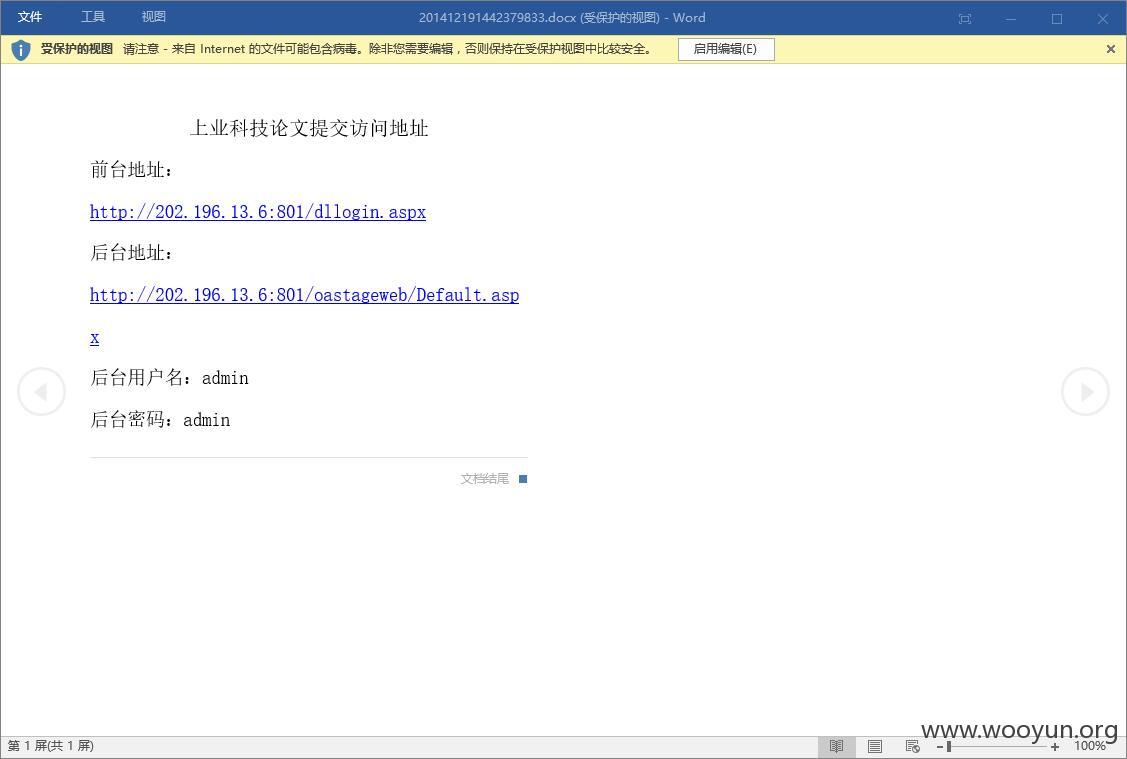 文件 工具 视图 201412191442379833.docx (受保护的视图) - Word
受保护的视图 请注意 - 来自 Internet 的文件可能包含病毒。除非您需要编辑，否则保持在受保护视图中比较安全。 启用编辑(E)
上业科技论文提交访问地址
前台地址：
http://202.196.13.6:801/dllogin.aspx
后台地址：
http://202.196.13.6:801/oastageweb/Default.asp
x
后台用户名：admin
后台密码：admin
文档结尾
www.wooyun.org
第 1 屏(共 1 屏) 100%